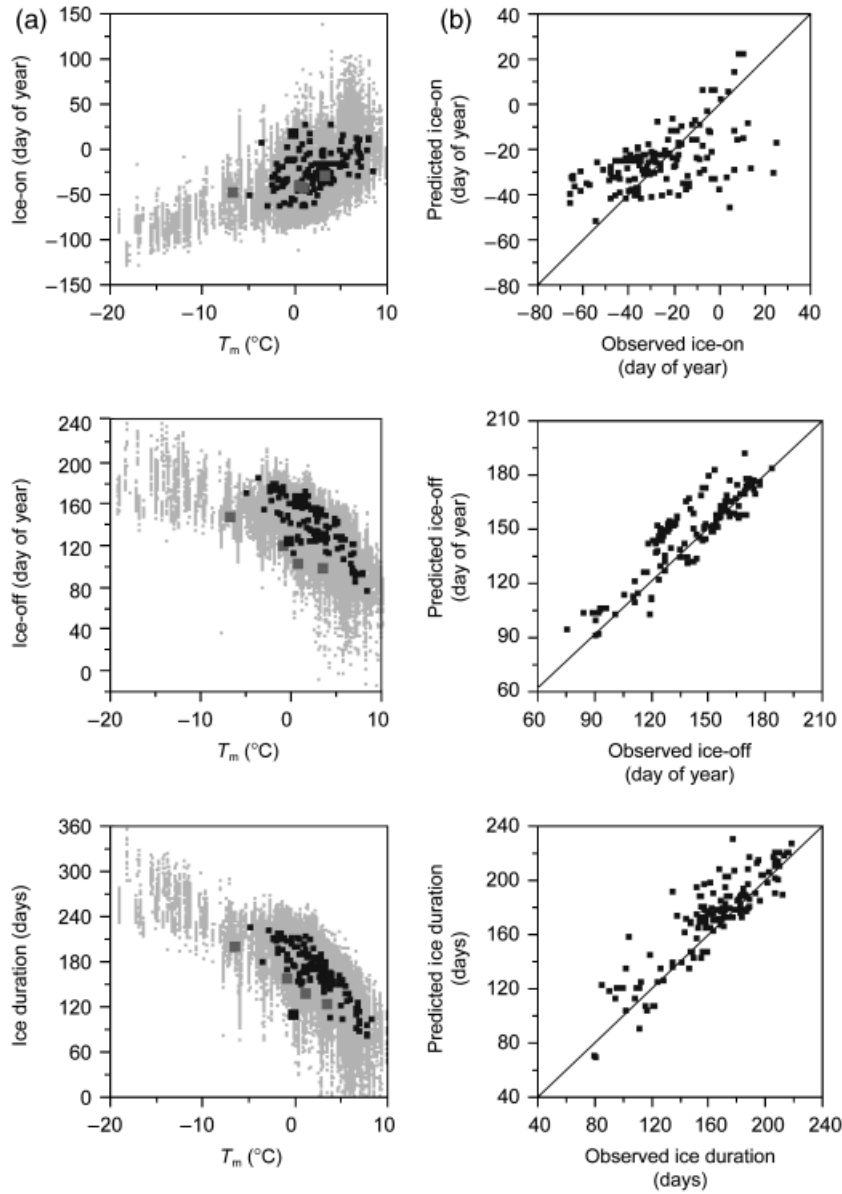 (a)
Ice-on (day of year)
150
100
50
0
–50
–100
–150
–20
–10
0
10
Tm (°C)
(b)
Predicted ice-on
(day of year)
40
20
0
–20
–40
–60
–80
–80 –60 –40 –20 0 20 40
Observed ice-on
(day of year)
Ice-off (day of year)
240
200
160
120
80
40
0
–20
–10
0
10
Tm (°C)
Predicted ice-off
(day of year)
210
180
150
120
90
60
60 90 120 150 180 210
Observed ice-off
(day of year)
Ice duration (days)
360
300
240
180
120
60
0
–20
–10
0
10
Tm (°C)
Predicted ice duration
(days)
240
200
160
120
80
40
40 80 120 160 200 240
Observed ice duration
(days)